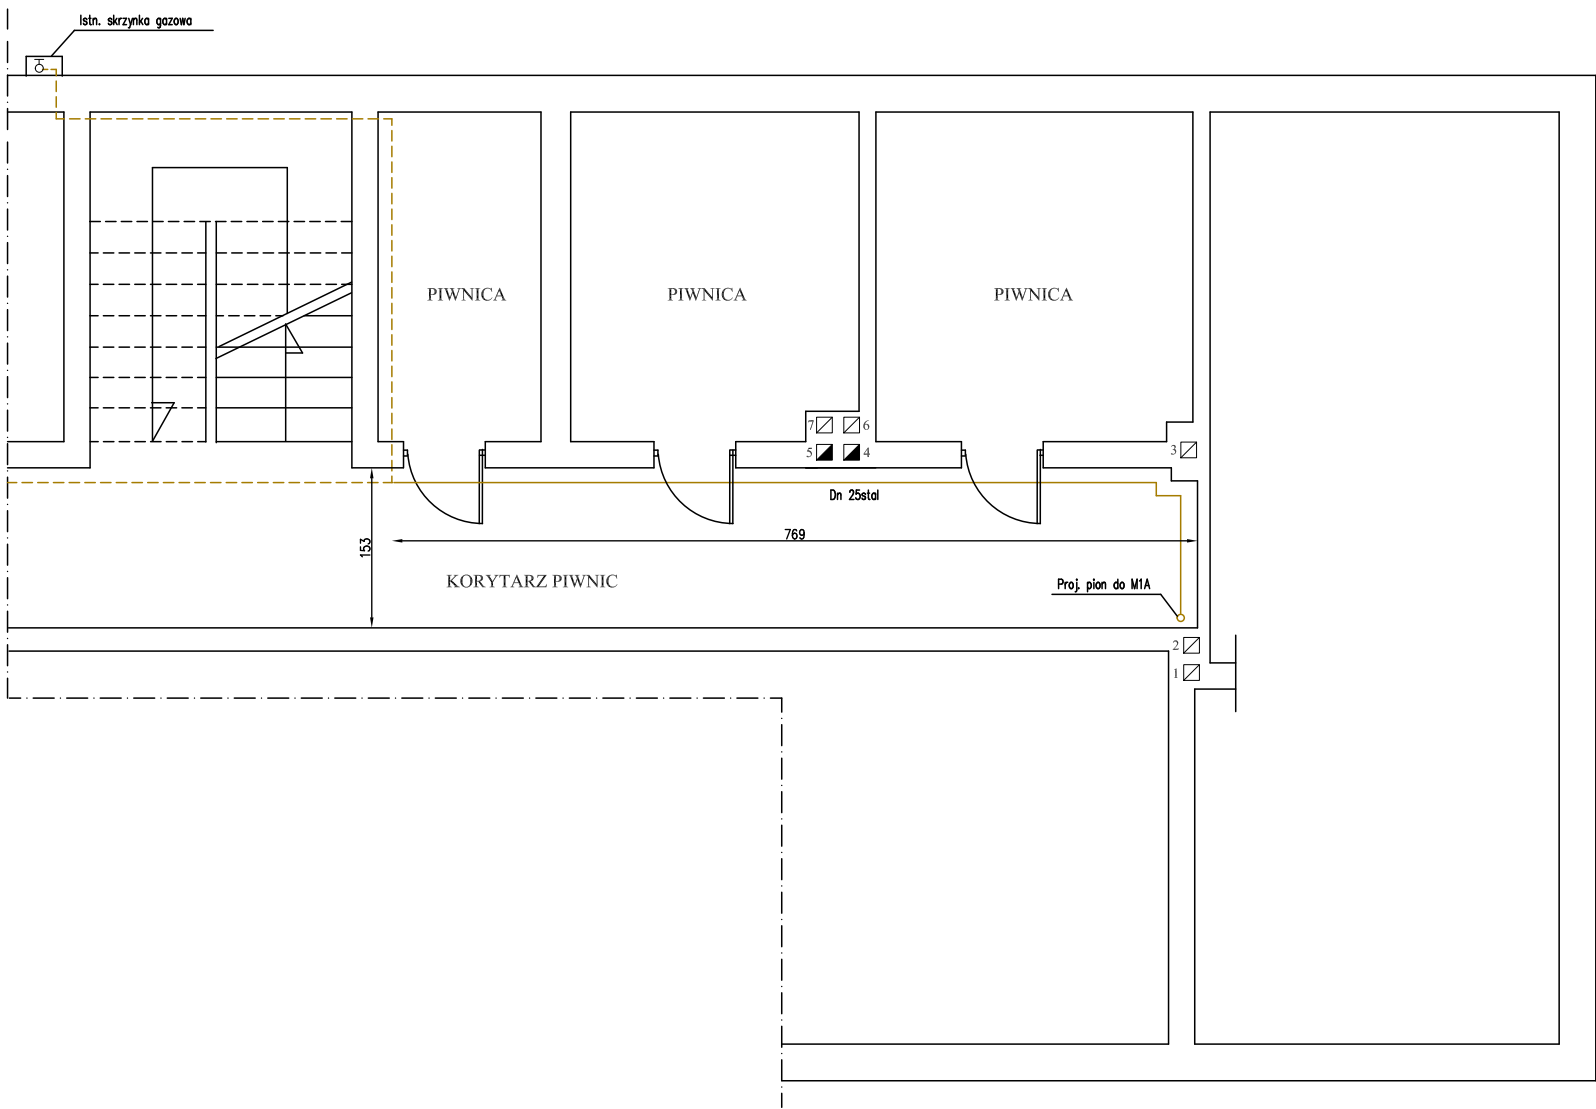 Istn. skrzynka gazowa
PIWNICA
PIWNICA
PIWNICA
7
6
5
4
3
Dn 25stal
769
153
KORYTARZ PIWNIC
Proj. pion do M1A
2
1